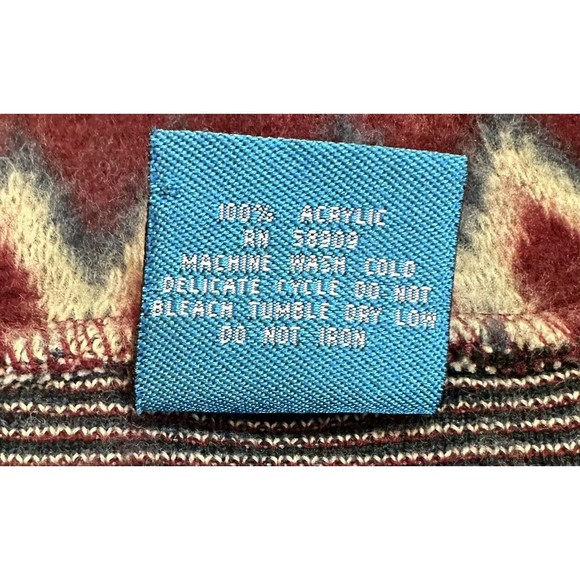 100% ACRYLIC
RN 58909
MACHINE WASH COLD
DELICATE CYCLE DO NOT
BLEACH TUMBLE DRY LOW
DO NOT IRON